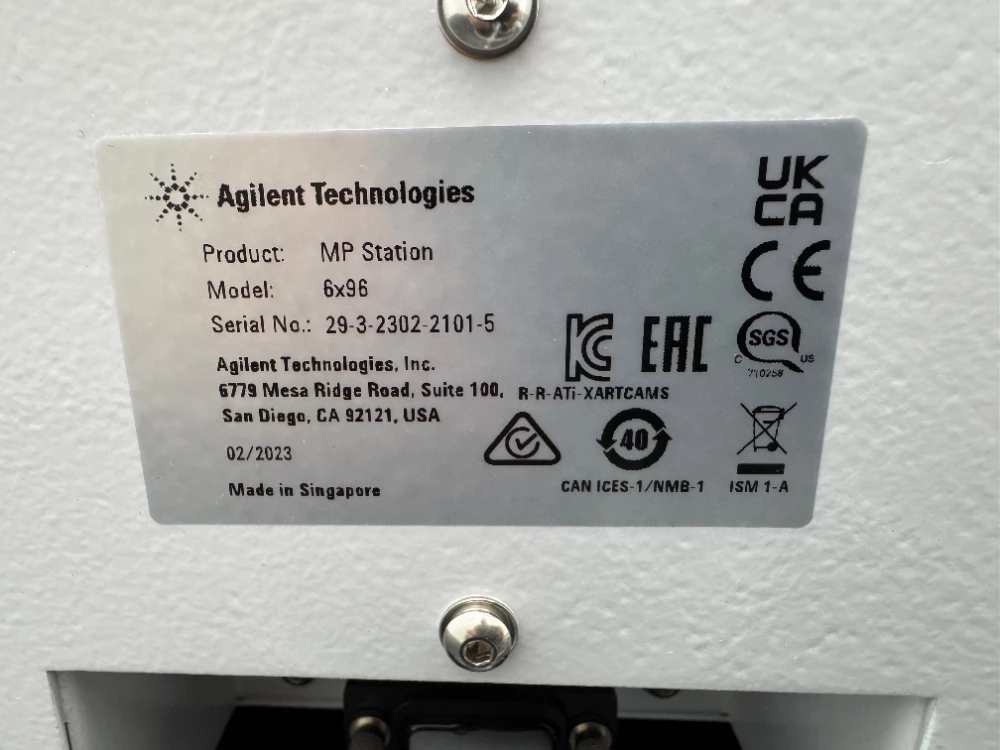 Agilent Technologies
UK
CA
CE
Product: MP Station
Model: 6x96
Serial No.: 29-3-2302-2101-5
KC EAC SGS
C US
710258
Agilent Technologies, Inc.
6779 Mesa Ridge Road, Suite 100,
San Diego, CA 92121, USA
R-R-ATi-XARTCAMS
40
02/2023
CAN ICES-1/NMB-1 ISM 1-A
Made in Singapore